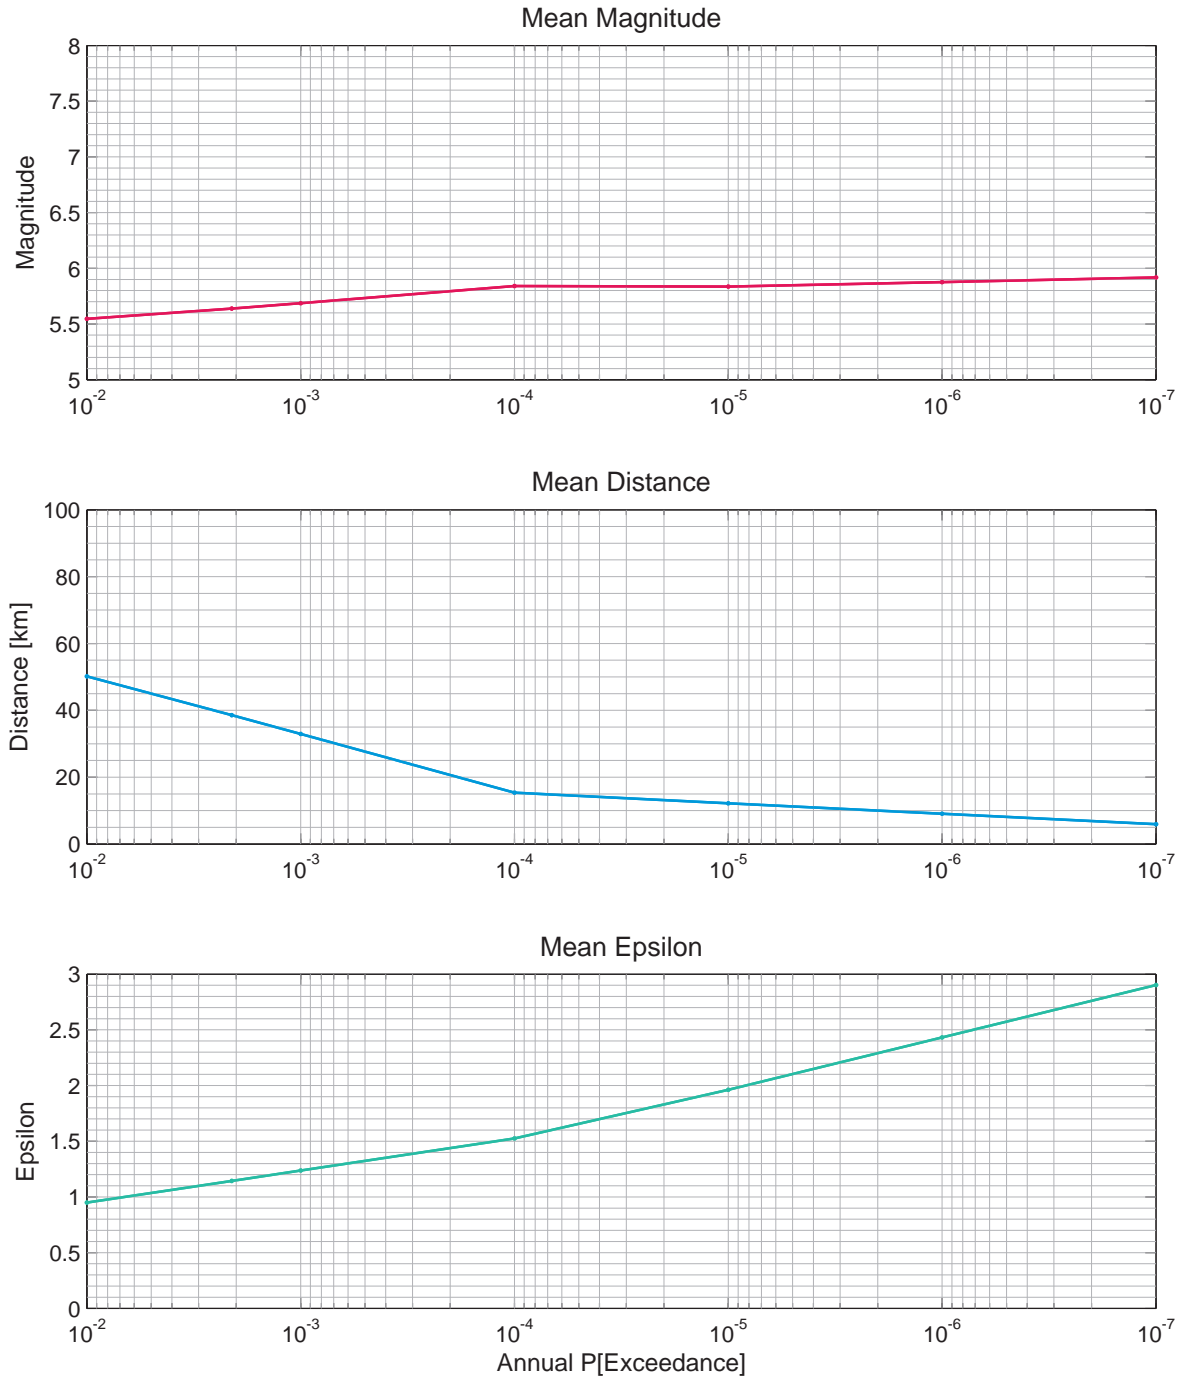 Mean Magnitude
8
7.5
7
6.5
6
5.5
5
Magnitude
10^-2 10^-3 10^-4 10^-5 10^-6 10^-7
Mean Distance
100
80
60
40
20
0
Distance [km]
10^-2 10^-3 10^-4 10^-5 10^-6 10^-7
Mean Epsilon
3
2.5
2
1.5
1
0.5
0
Epsilon
10^-2 10^-3 10^-4 10^-5 10^-6 10^-7
Annual P[Exceedance]